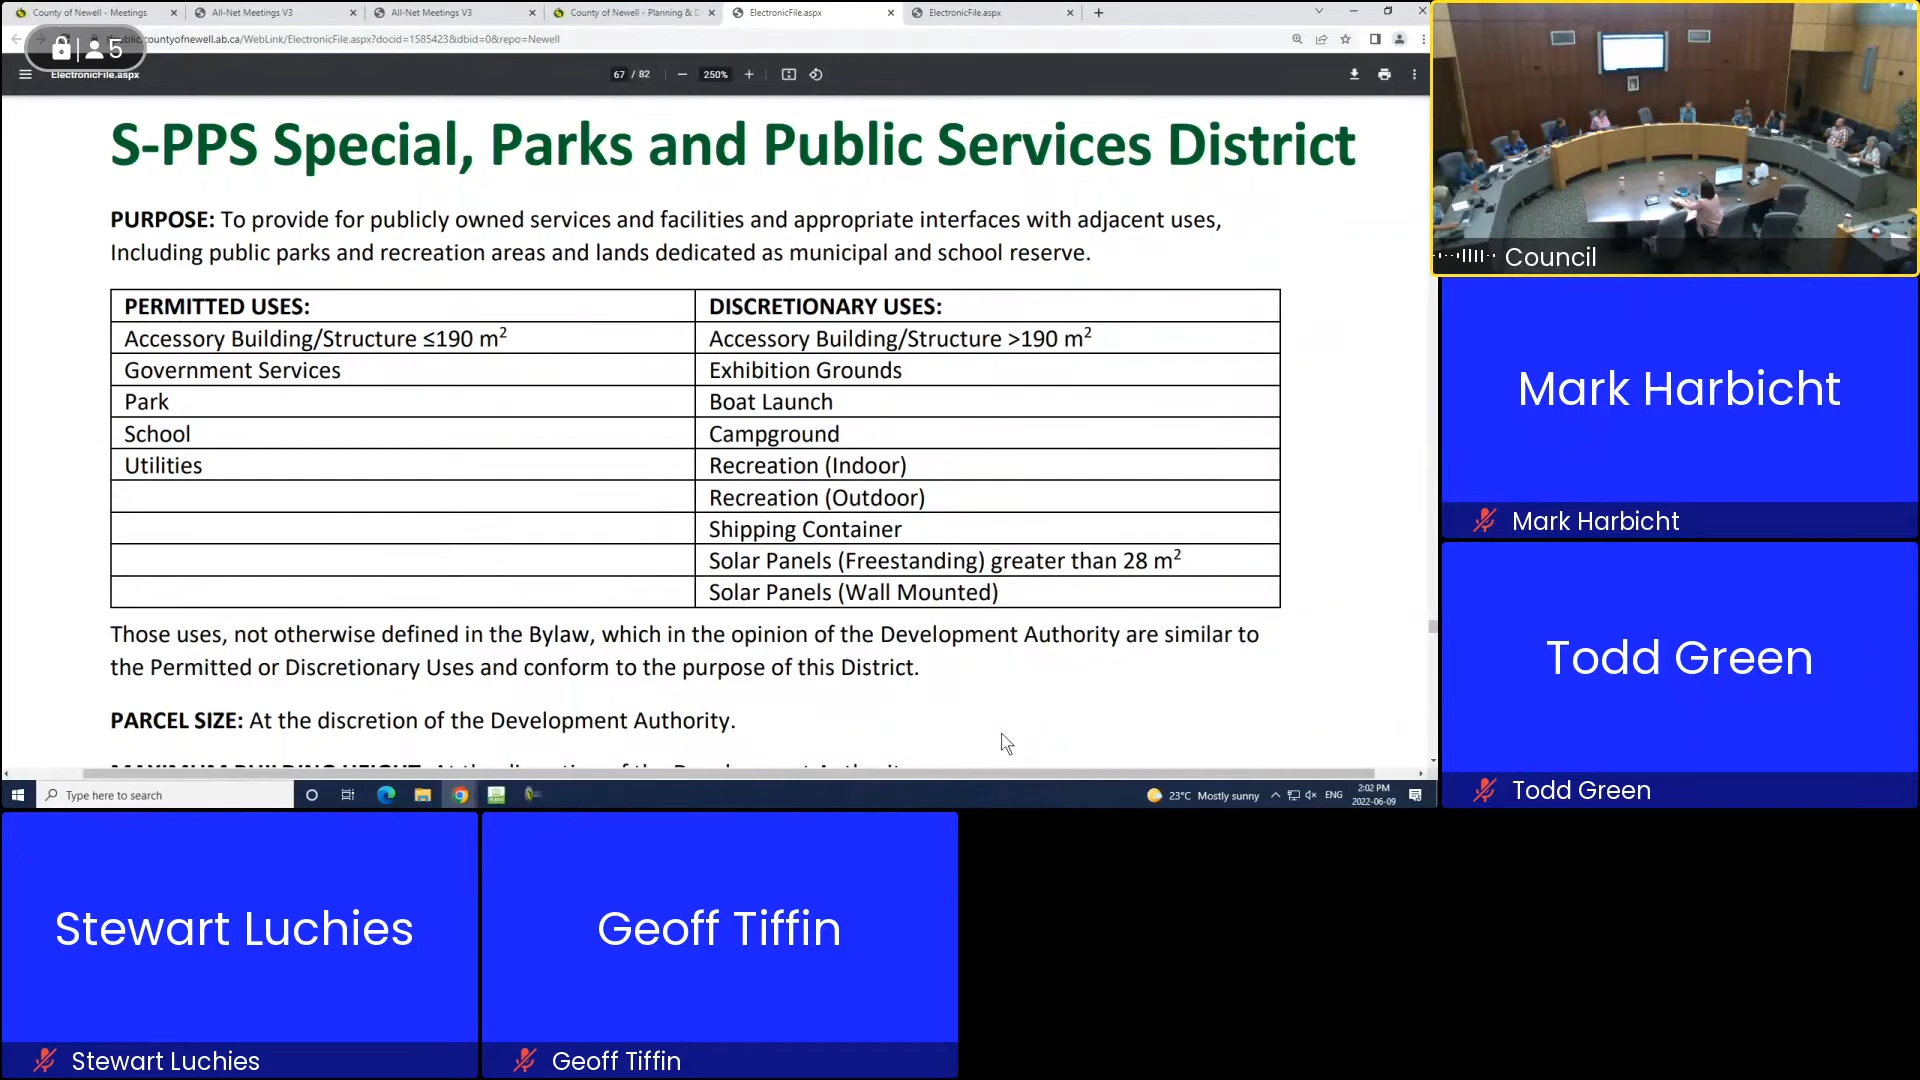 County of Newell - Meetings
All-Net Meetings V3
All-Net Meetings V3
County of Newell - Planning & D
ElectronicFile.aspx
ElectronicFile.aspx
5
public.countyofnewell.ab.ca/WebLink/ElectronicFile.aspx?docid=1585423&dbid=0&repo=Newell
ElectronicFile.aspx
67 / 82
250%
S-PPS Special, Parks and Public Services District
PURPOSE: To provide for publicly owned services and facilities and appropriate interfaces with adjacent uses,
Including public parks and recreation areas and lands dedicated as municipal and school reserve.
PERMITTED USES:
DISCRETIONARY USES:
Accessory Building/Structure ≤190 m²
Accessory Building/Structure >190 m²
Government Services
Exhibition Grounds
Park
Boat Launch
School
Campground
Utilities
Recreation (Indoor)
Recreation (Outdoor)
Shipping Container
Solar Panels (Freestanding) greater than 28 m²
Solar Panels (Wall Mounted)
Those uses, not otherwise defined in the Bylaw, which in the opinion of the Development Authority are similar to
the Permitted or Discretionary Uses and conform to the purpose of this District.
PARCEL SIZE: At the discretion of the Development Authority.
Type here to search
23°C Mostly sunny
ENG
2:02 PM
2022-06-09
Council
Mark Harbicht
Mark Harbicht
Todd Green
Todd Green
Stewart Luchies
Stewart Luchies
Geoff Tiffin
Geoff Tiffin